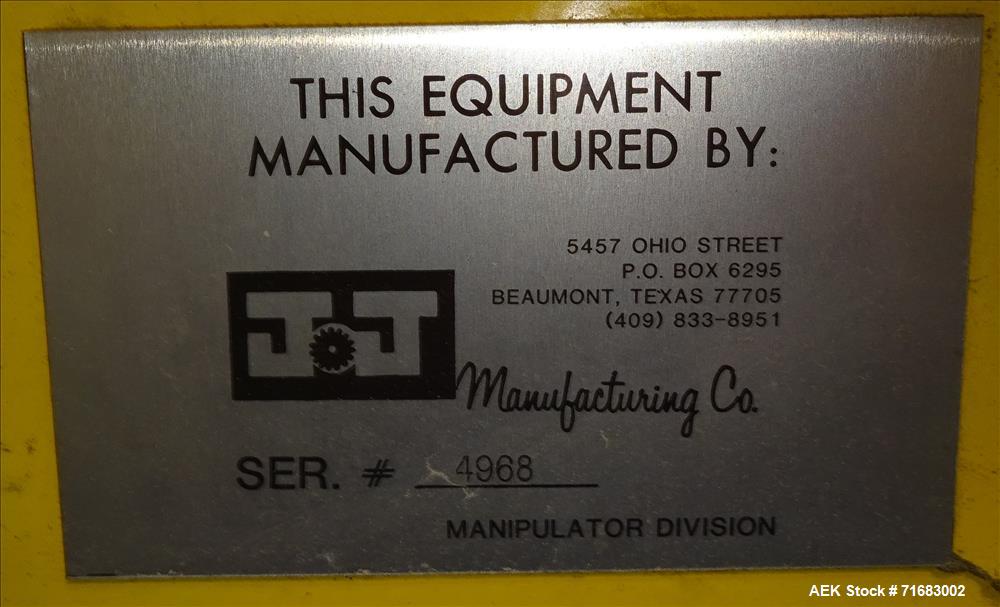 THIS EQUIPMENT
MANUFACTURED BY:
5457 OHIO STREET
P.O. BOX 6295
BEAUMONT, TEXAS 77705
(409) 833-8951
J J
Manufacturing Co.
SER. # 4968
MANIPULATOR DIVISION
AEK Stock # 71683002